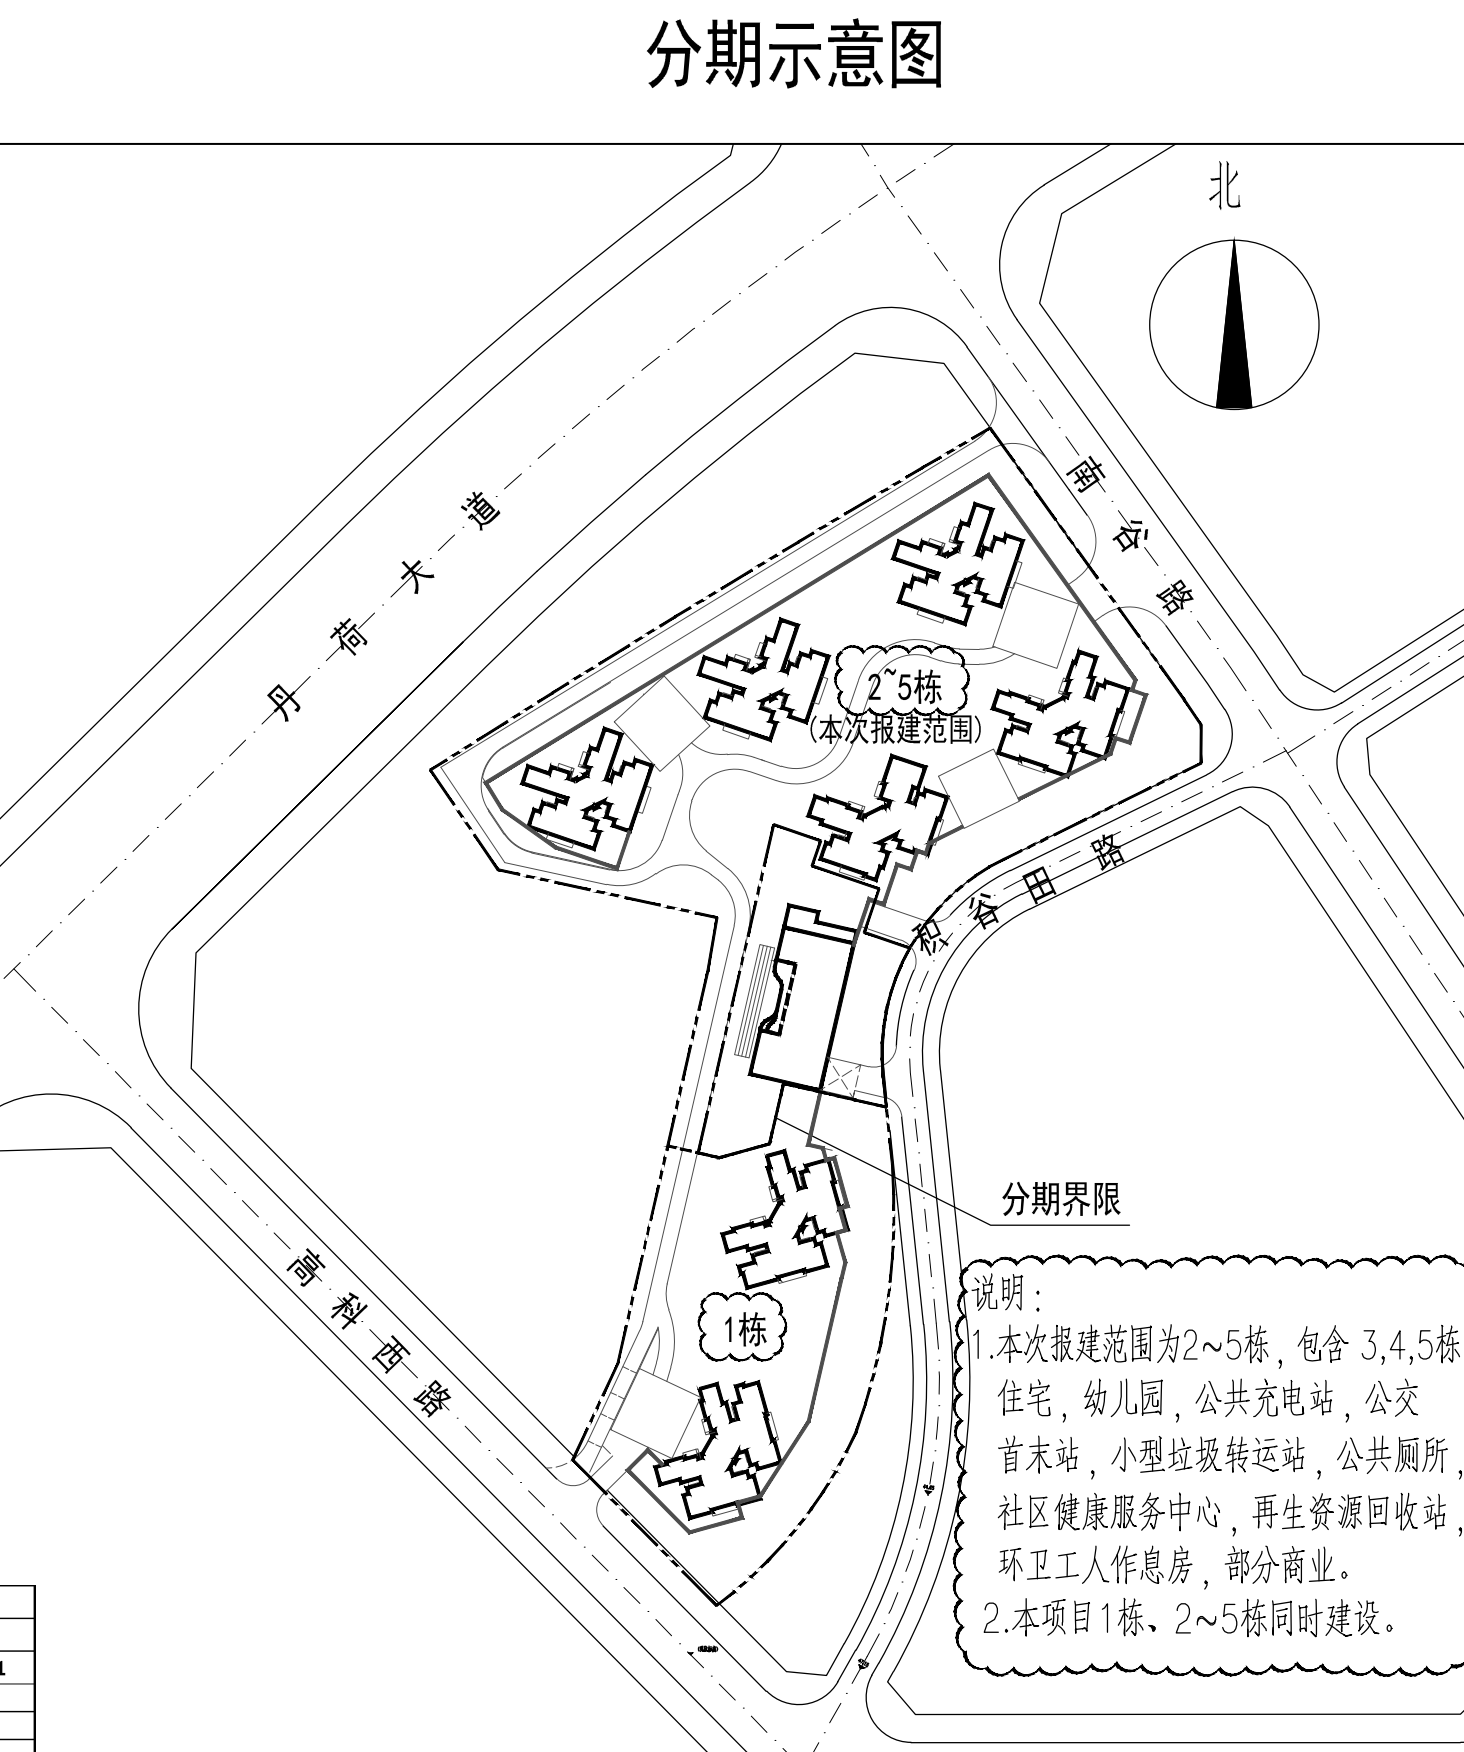 分期示意图
北
丹荷大道
南谷路
2~5栋
(本次报建范围)
积谷田路
分期界限
1栋
高科西路
说明：
1.本次报建范围为2~5栋, 包含 3,4,5栋
住宅, 幼儿园, 公共充电站, 公交
首末站, 小型垃圾转运站, 公共厕所,
社区健康服务中心, 再生资源回收站,
环卫工人作息房, 部分商业。
2.本项目1栋、2~5栋同时建设。
1